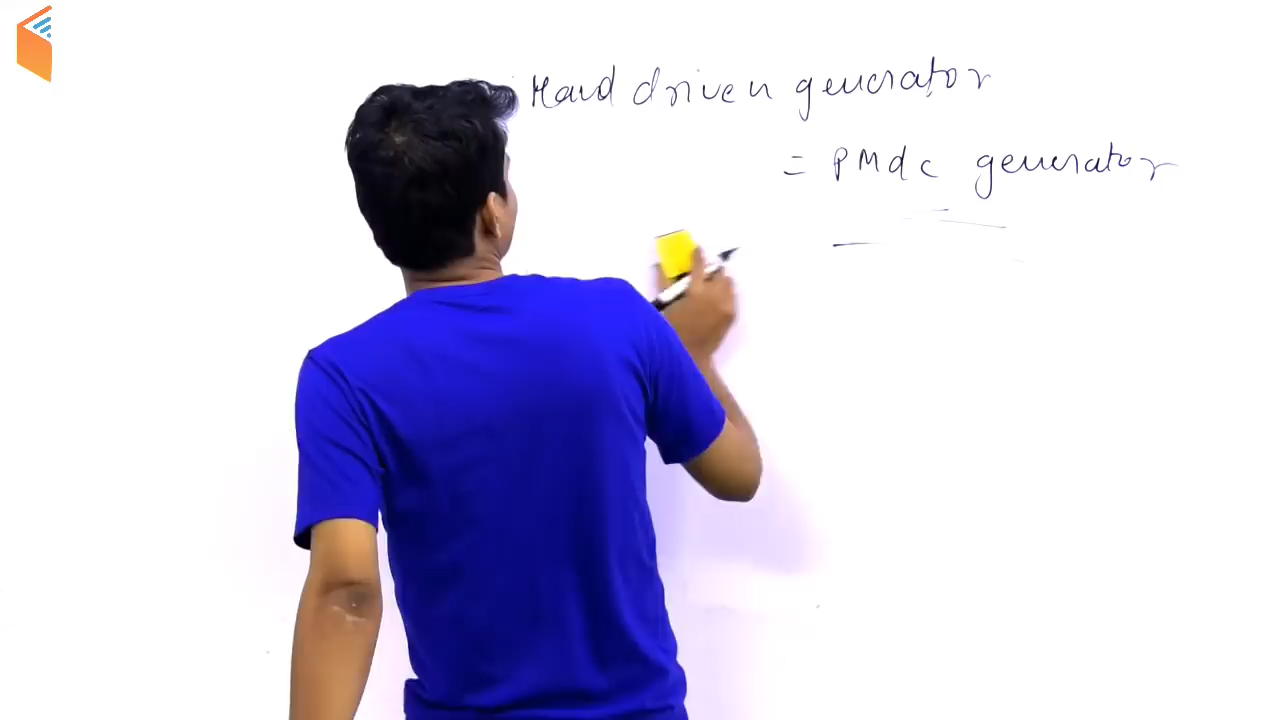 Hand driven generator
= PMdc generator